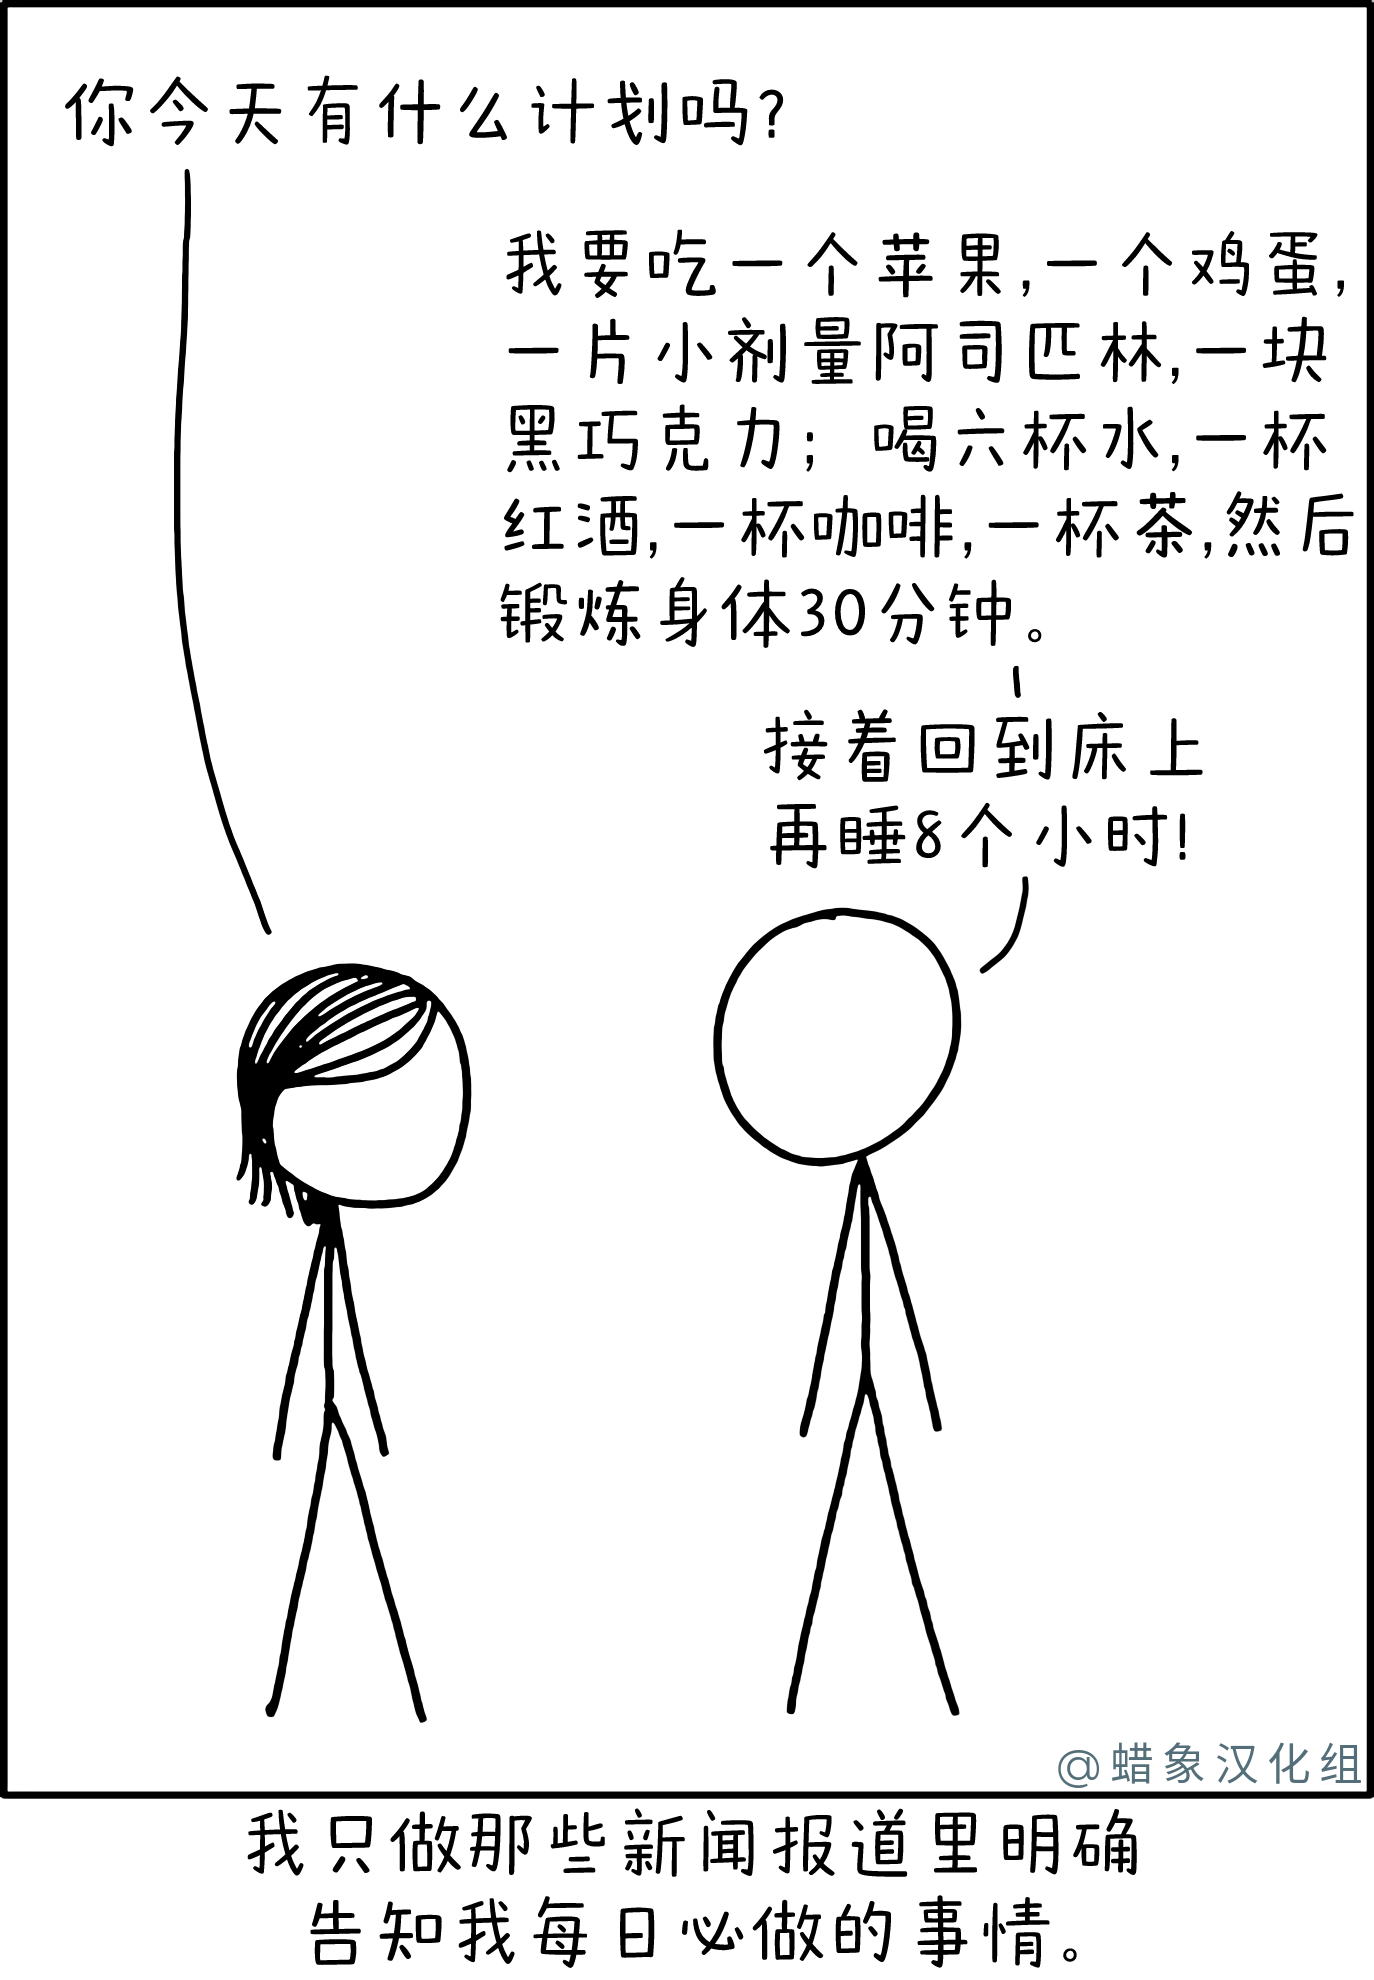 你今天有什么计划吗?
我要吃一个苹果,一个鸡蛋,
一片小剂量阿司匹林,一块
黑巧克力；喝六杯水,一杯
红酒,一杯咖啡,一杯茶,然后
锻炼身体30分钟。
接着回到床上
再睡8个小时!
@蜡象汉化组
我只做那些新闻报道里明确
告知我每日必做的事情。